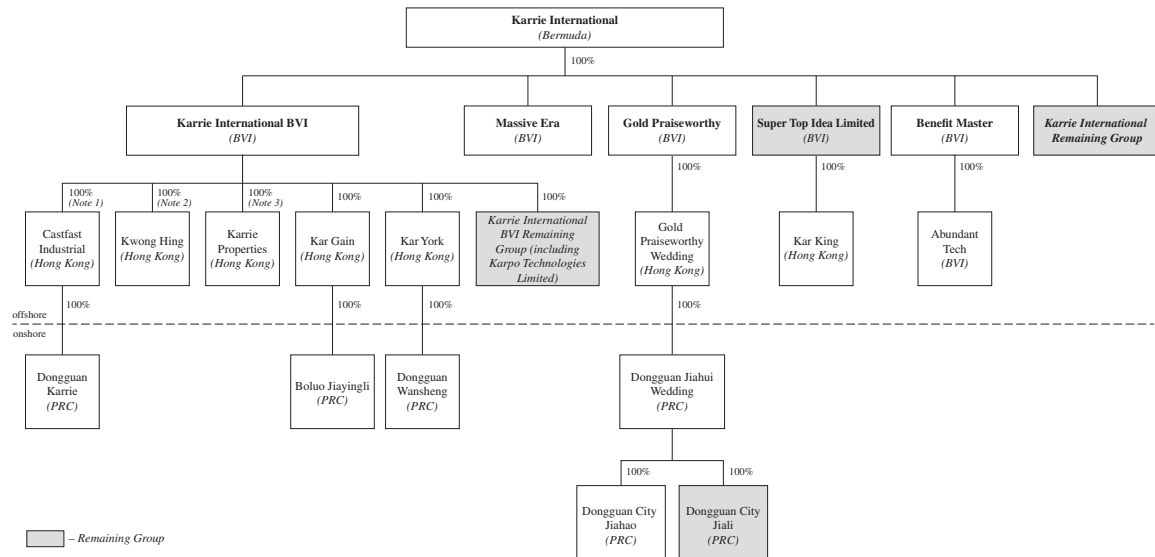 Karrie International
(Bermuda)
100%
Karrie International BVI
(BVI)
Massive Era
(BVI)
Gold Praiseworthy
(BVI)
Super Top Idea Limited
(BVI)
Benefit Master
(BVI)
Karrie International
Remaining Group
100%
(Note 1)
100%
(Note 2)
100%
(Note 3)
100%
100%
100%
100%
100%
100%
Castfast
Industrial
(Hong Kong)
Kwong Hing
(Hong Kong)
Karrie
Properties
(Hong Kong)
Kar Gain
(Hong Kong)
Kar York
(Hong Kong)
Karrie International
BVI Remaining
Group (including
Karpo Technologies
Limited)
Gold
Praiseworthy
Wedding
(Hong Kong)
Kar King
(Hong Kong)
Abundant
Tech
(BVI)
100%
100%
100%
100%
offshore
onshore
Dongguan
Karrie
(PRC)
Boluo Jiayingli
(PRC)
Dongguan
Wansheng
(PRC)
Dongguan Jiahui
Wedding
(PRC)
100%
100%
Dongguan City
Jiahao
(PRC)
Dongguan City
Jiali
(PRC)
– Remaining Group